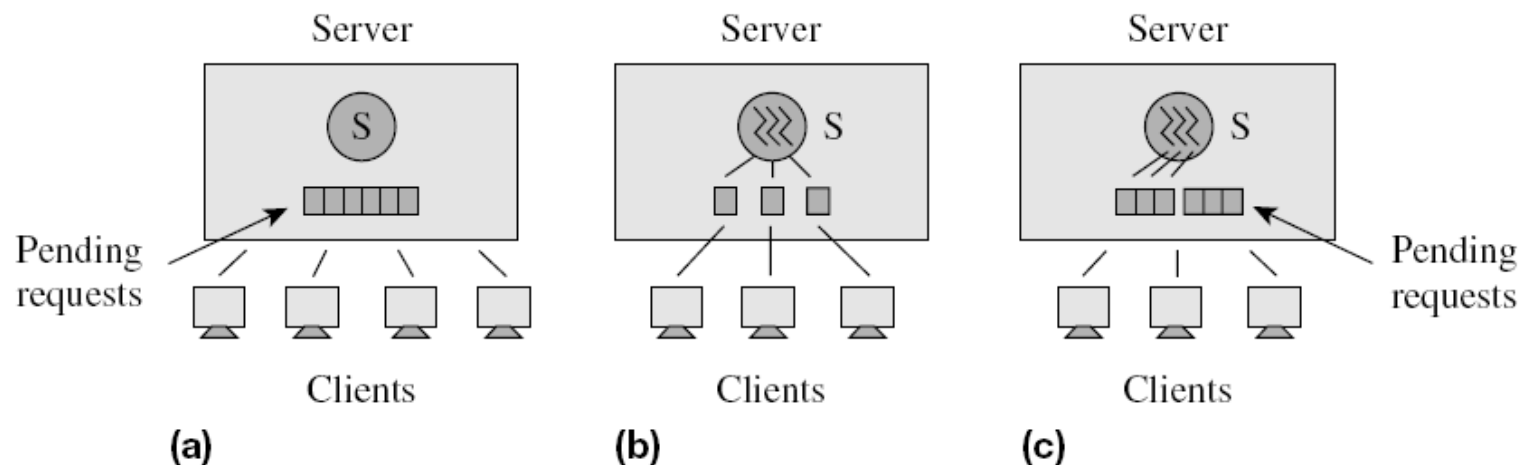 Server
Server
Server
S
S
S
Pending
requests
Pending
requests
Clients
Clients
Clients
(a)
(b)
(c)